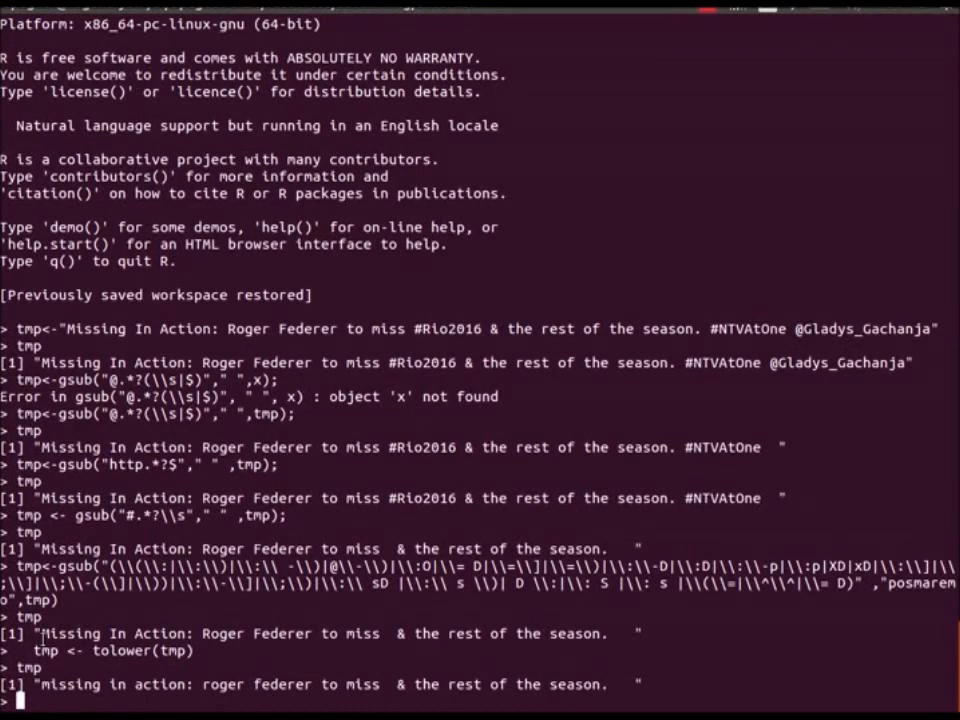 Platform: x86_64-pc-linux-gnu (64-bit)
R is free software and comes with ABSOLUTELY NO WARRANTY.
You are welcome to redistribute it under certain conditions.
Type 'license()' or 'licence()' for distribution details.
Natural language support but running in an English locale
R is a collaborative project with many contributors.
Type 'contributors()' for more information and
'citation()' on how to cite R or R packages in publications.
Type 'demo()' for some demos, 'help()' for on-line help, or
'help.start()' for an HTML browser interface to help.
Type 'q()' to quit R.
[Previously saved workspace restored]
> tmp<-"Missing In Action: Roger Federer to miss #Rio2016 & the rest of the season. #NTVAtOne @Gladys_Gachanja"
> tmp
[1] "Missing In Action: Roger Federer to miss #Rio2016 & the rest of the season. #NTVAtOne @Gladys_Gachanja"
> tmp<-gsub("@.*?(\\s|$)"," ",x);
Error in gsub("@.*?(\\s|$)", " ", x) : object 'x' not found
> tmp<-gsub("@.*?(\\s|$)"," ",tmp);
> tmp
[1] "Missing In Action: Roger Federer to miss #Rio2016 & the rest of the season. #NTVAtOne  "
> tmp<-gsub("http.*?$"," " ,tmp);
> tmp
[1] "Missing In Action: Roger Federer to miss #Rio2016 & the rest of the season. #NTVAtOne  "
> tmp <- gsub("#.*?\\s"," " ,tmp);
> tmp
[1] "Missing In Action: Roger Federer to miss  & the rest of the season.   "
> tmp<-gsub("(\\(\\:|\\:\\)|\\:\\ -\\)|@\\-\\)|\\:O|\\= D|\\=\\]|\\=\\)|\\:\\-D|\\:D|\\:\\-p|\\:p|XD|xD|\\:\\]|\\
;\\]|\\;\\-(\\]|\\))|\\:\\-\\]|\\;\\)|\\:\\ sD |\\:\\ s \\)| D \\:|\\: S |\\: s |\\(\\=|\\^\\^|\\= D)" ,"posmarem
o",tmp)
> tmp
[1] "Missing In Action: Roger Federer to miss  & the rest of the season.   "
>   tmp <- tolower(tmp)
> tmp
[1] "missing in action: roger federer to miss  & the rest of the season.   "
>